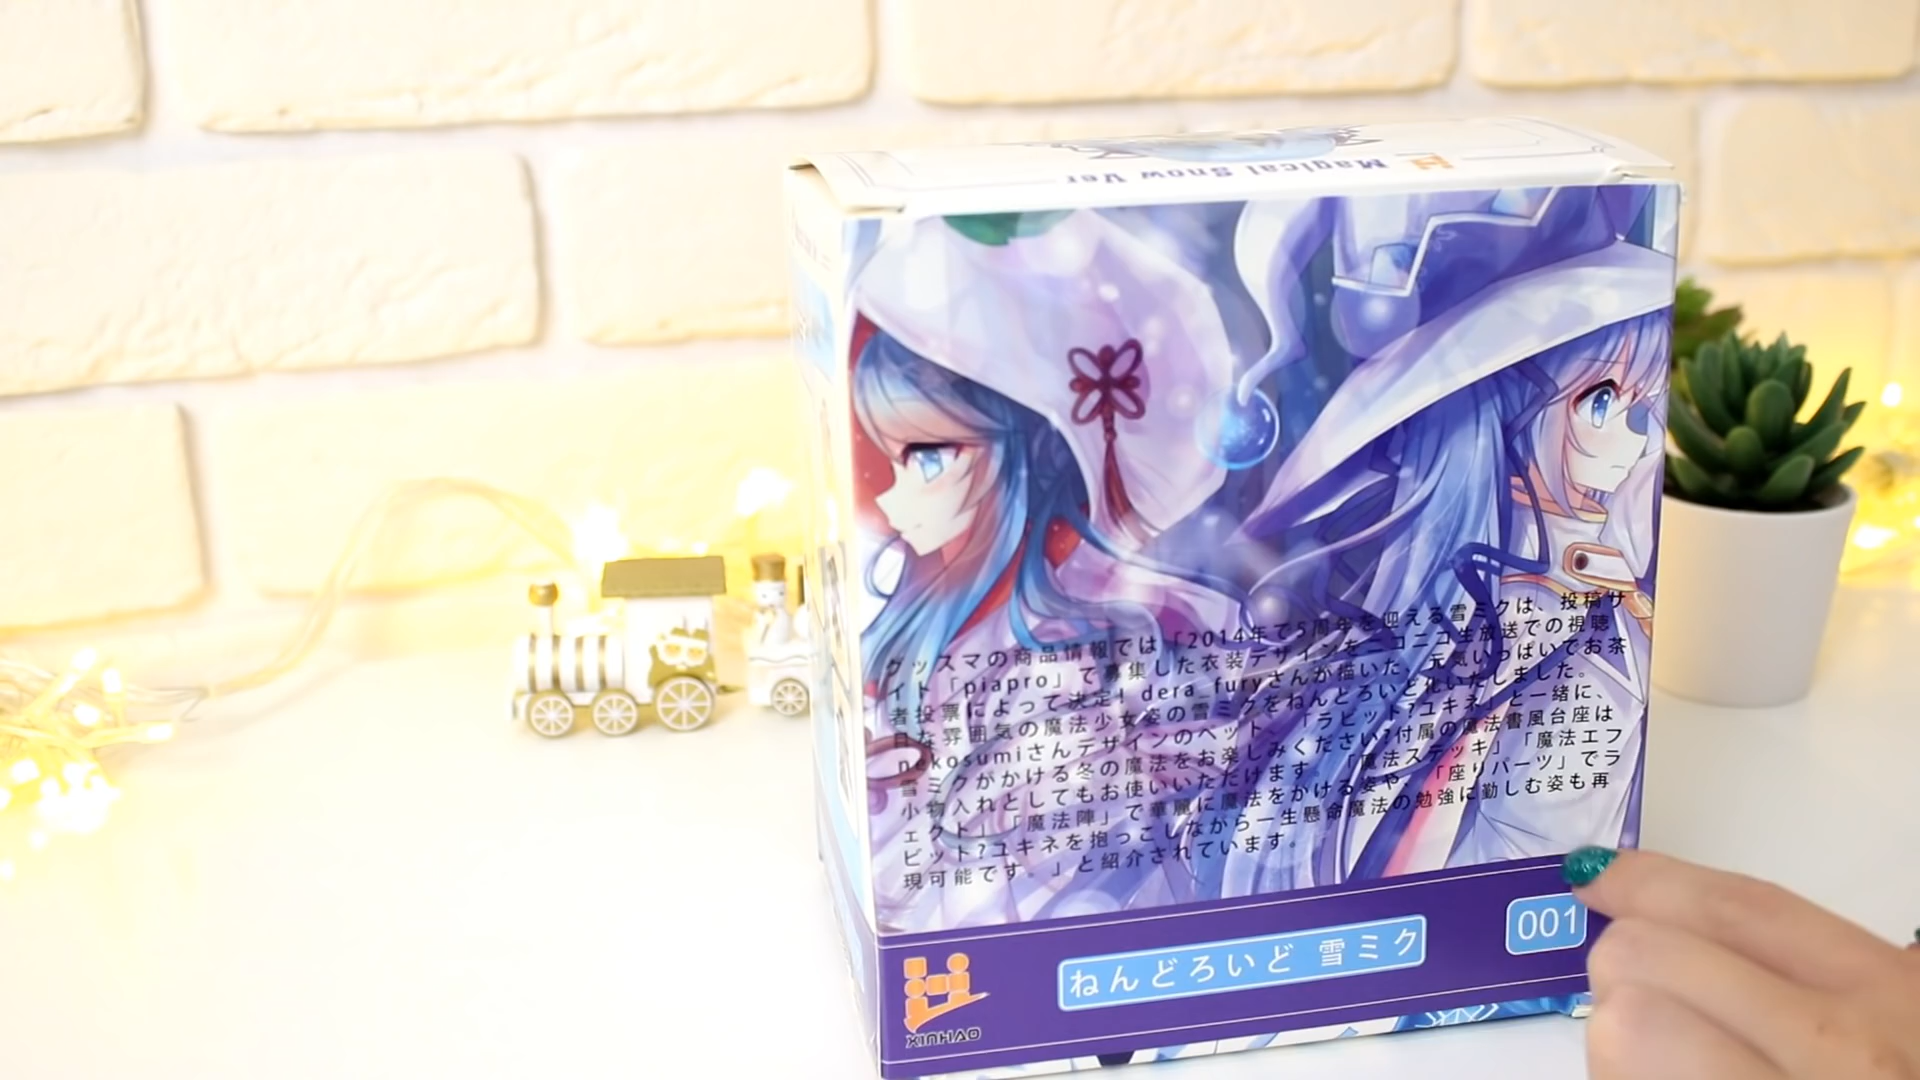 Magical Snow Ver
グッスマの商品情報では「2014年で5周年を迎える雪ミクは、投稿サ
イト「piapro」で募集した衣装デザインをニコニコ生放送での視聴
者投票によって決定! dera_furyさんが描いた、元気いっぱいでお茶
目な雰囲気の魔法少女姿の雪ミクをねんどろいど化いたしました。
nekosumiさんデザインのペット、「ラビット?ユキネ」と一緒に、
雪ミクがかける冬の魔法をお楽しみください?付属の魔法書風台座は
小物入れとしてもお使いいただけます。「魔法ステッキ」「魔法エフ
ェクト」「魔法陣」で華麗に魔法をかける姿や、「座りパーツ」でラ
ビット?ユキネを抱っこしながら一生懸命魔法の勉強に勤しむ姿も再
現可能です。」と紹介されています。
ねんどろいど 雪ミク
001
XINHAO